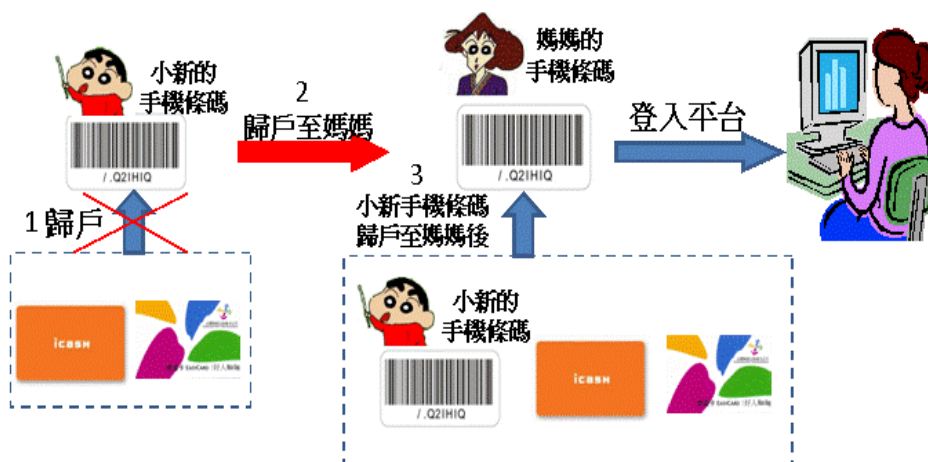 小新的
手機條碼
/.Q2IHIQ
1歸戶
icash
2
歸戶至媽媽
媽媽的
手機條碼
/.Q2IHIQ
登入平台
3
小新手機條碼
歸戶至媽媽後
小新的
手機條碼
/.Q2IHIQ
icash